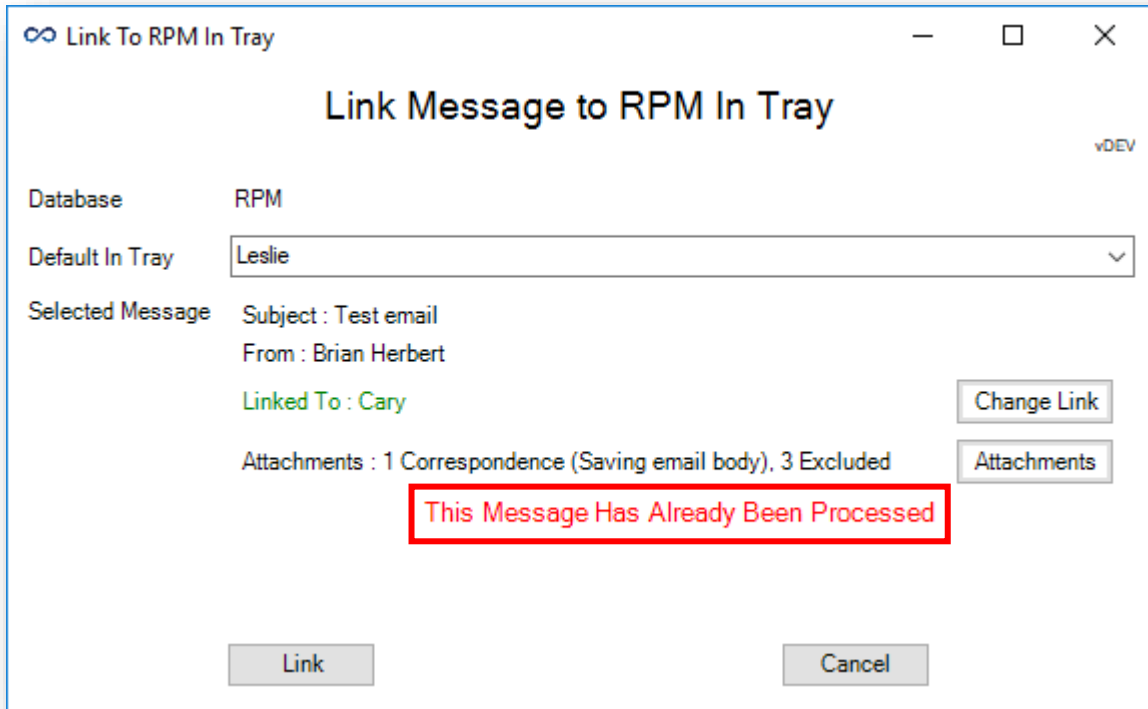 Link To RPM In Tray
Link Message to RPM In Tray
vDEV
Database RPM
Default In Tray Leslie
Selected Message Subject : Test email
From : Brian Herbert
Linked To : Cary Change Link
Attachments : 1 Correspondence (Saving email body), 3 Excluded Attachments
This Message Has Already Been Processed
Link Cancel